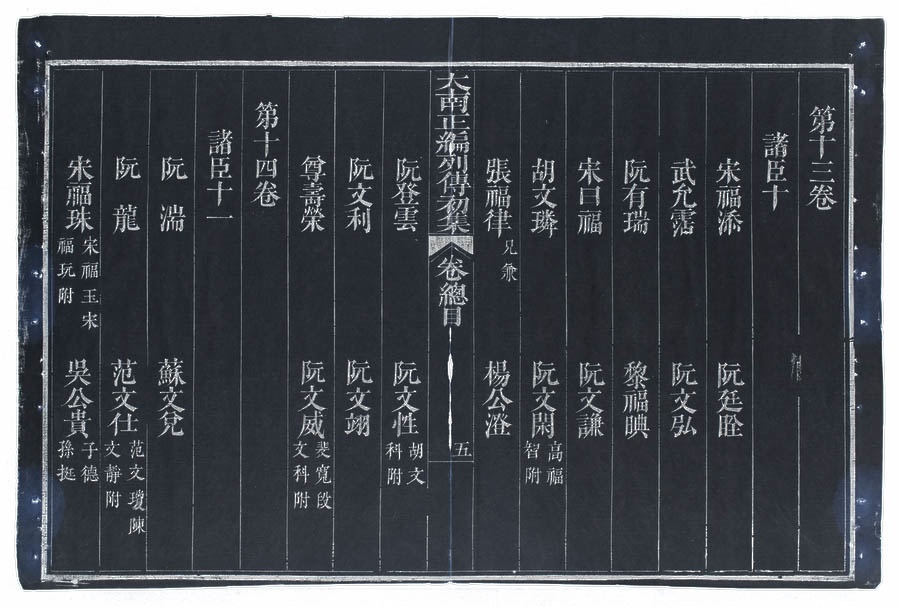 第十三卷
諸臣十
宋福添 阮廷𨩠
武允霑 阮文弘
阮有瑞 黎福晪
宋曰福 阮文謙
胡文璘 阮文閑 高福智附
張福律 兄兼 楊公澄
大南正編列傳初集 卷總目 五
阮登雲 阮文性 胡文科附
阮文利 阮文翊
尊壽榮 阮文威 裴寬段文科附
第十四卷
諸臣十一
阮湍 蘇文兌
阮龍 范文仕 范文瓊陳文靜附
宋福珠 宋福玉宋福玩附 吳公貴 子德孫挺